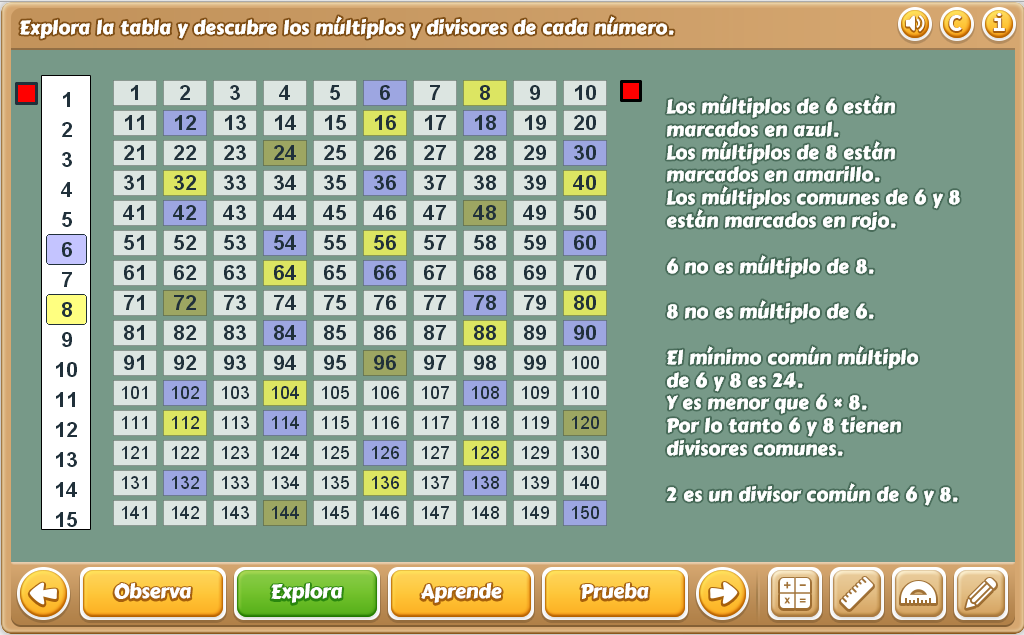 Explora la tabla y descubre los múltiplos y divisores de cada número.
C
i
1
2
3
4
5
6
7
8
9
10
11
12
13
14
15
1 2 3 4 5 6 7 8 9 10
11 12 13 14 15 16 17 18 19 20
21 22 23 24 25 26 27 28 29 30
31 32 33 34 35 36 37 38 39 40
41 42 43 44 45 46 47 48 49 50
51 52 53 54 55 56 57 58 59 60
61 62 63 64 65 66 67 68 69 70
71 72 73 74 75 76 77 78 79 80
81 82 83 84 85 86 87 88 89 90
91 92 93 94 95 96 97 98 99 100
101 102 103 104 105 106 107 108 109 110
111 112 113 114 115 116 117 118 119 120
121 122 123 124 125 126 127 128 129 130
131 132 133 134 135 136 137 138 139 140
141 142 143 144 145 146 147 148 149 150
Los múltiplos de 6 están
marcados en azul.
Los múltiplos de 8 están
marcados en amarillo.
Los múltiplos comunes de 6 y 8
están marcados en rojo.
6 no es múltiplo de 8.
8 no es múltiplo de 6.
El mínimo común múltiplo
de 6 y 8 es 24.
Y es menor que 6 × 8.
Por lo tanto 6 y 8 tienen
divisores comunes.
2 es un divisor común de 6 y 8.
Observa
Explora
Aprende
Prueba